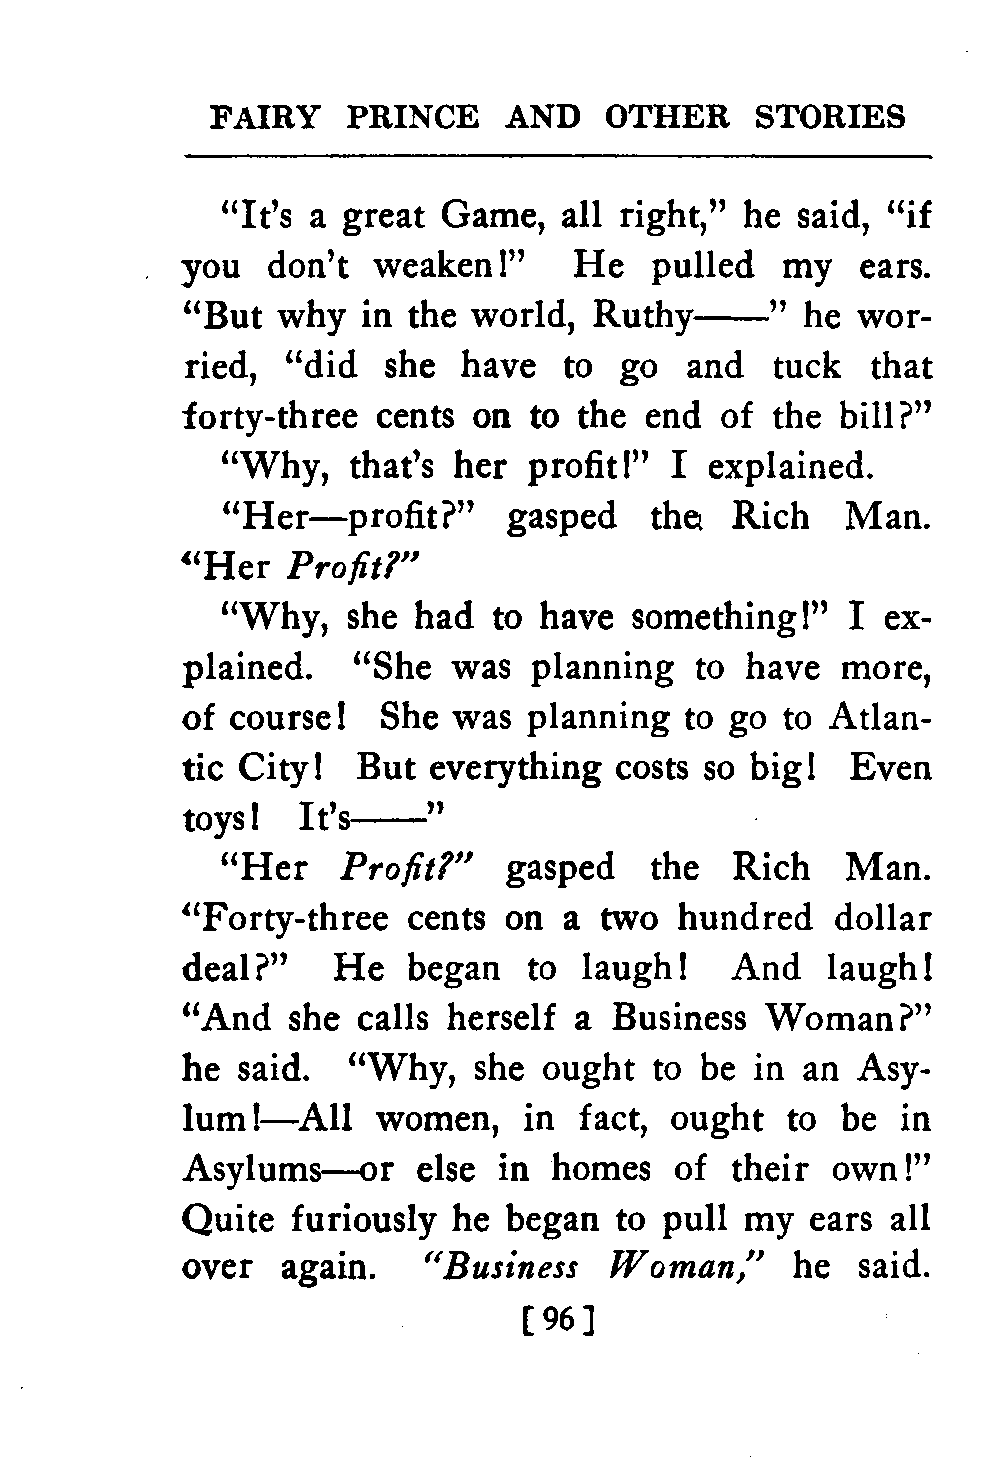 FAIRY PRINCE AND OTHER STORIES
“It’s a great Game, all right,” he said, “if
you don’t weaken!” He pulled my ears.
“But why in the world, Ruthy——” he wor-
ried, “did she have to go and tuck that
forty-three cents on to the end of the bill?”
“Why, that’s her profit!” I explained.
“Her—profit?” gasped the Rich Man.
“Her Profit?”
“Why, she had to have something!” I ex-
plained. “She was planning to have more,
of course! She was planning to go to Atlan-
tic City! But everything costs so big! Even
toys! It’s——”
“Her Profit?” gasped the Rich Man.
“Forty-three cents on a two hundred dollar
deal?” He began to laugh! And laugh!
“And she calls herself a Business Woman?”
he said. “Why, she ought to be in an Asy-
lum!—All women, in fact, ought to be in
Asylums—or else in homes of their own!”
Quite furiously he began to pull my ears all
over again. “Business Woman,” he said.
[ 96 ]